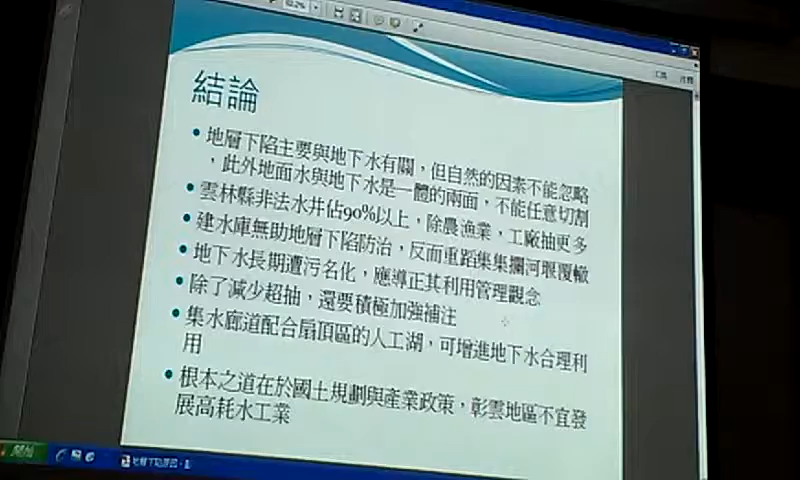 結論
• 地層下陷主要與地下水有關，但自然的因素不能忽略
，此外地面水與地下水是一體的兩面，不能任意切割
• 雲林縣非法水井佔90%以上，除農漁業，工廠抽更多
• 建水庫無助地層下陷防治，反而重蹈集集攔河堰覆轍
• 地下水長期遭污名化，應導正其利用管理觀念
• 除了減少超抽，還要積極加強補注
• 集水廊道配合扇頂區的人工湖，可增進地下水合理利
用
• 根本之道在於國土規劃與產業政策，彰雲地區不宜發
展高耗水工業
開始